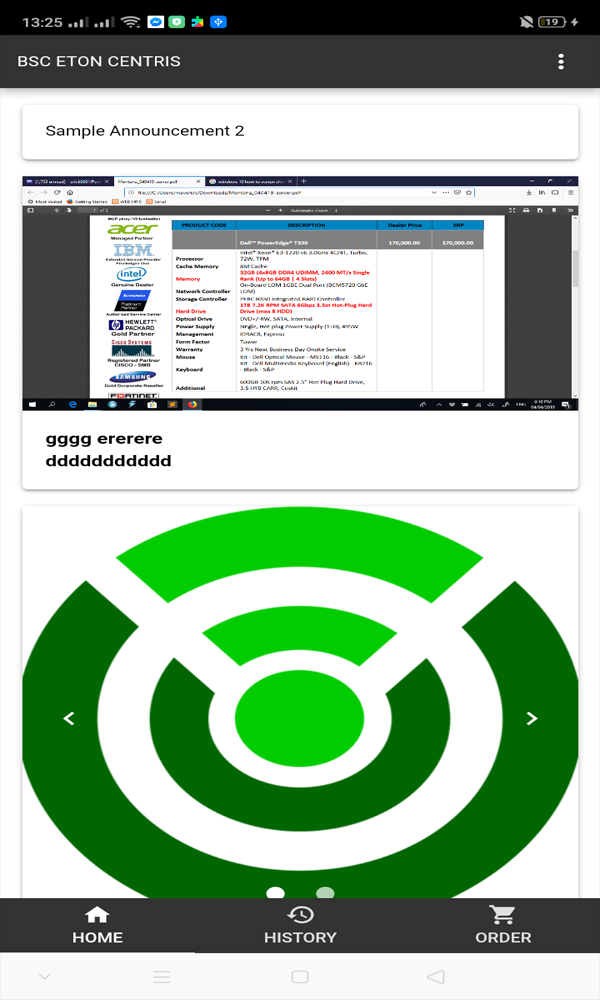 13:25
19
BSC ETON CENTRIS
Sample Announcement 2
PRODUCT CODE DESCRIPTION Dealer Price SRP
Dell™ PowerEdge® T330 170,000.00 170,000.00
acer
Managed Partner
IBM
intel
Genuine Dealer
lenovo
Platinum Partner
Authorised Service Center
HEWLETT PACKARD
Gold Partner
CISCO SYSTEMS
Registered Partner
CISCO - SMB
SAMSUNG
Gold Corporate Reseller
FORTINET
Processor Intel® Xeon® E3-1220 v6 3.0GHz 4C/4T, Turbo, 72W, TPM
Cache Memory 8M Cache
Memory 32GB (4x8GB DDR4 UDIMM, 2400 MT/s Single Rank (Up to 64GB | 4 Slots)
Network Controller On-Board LOM 1GBE Dual Port (BCM5720 GbE LOM)
Storage Controller PERC H330 Integrated RAID Controller
Hard Drive 1TB 7.2K RPM SATA 6Gbps 3.5in Hot-Plug Hard Drive (max 8 HDD)
Optical Drive DVD+/-RW, SATA, Internal
Power Supply Single, Hot-plug Power Supply (1+0), 495W
Management iDRAC8, Express
Form Factor Tower
Warranty 3 Yrs Next Business Day Onsite Service
Mouse Kit - Dell Optical Mouse - MS116 - Black - S&P
Keyboard Kit - Dell Multimedia Keyboard (English) KB216 - Black - S&P
Additional 600GB 10K rpm SAS 2.5" Hot Plug Hard Drive, 3.5 HYB CARR, CusKit
gggg ererere
ddddddddddd
HOME HISTORY ORDER